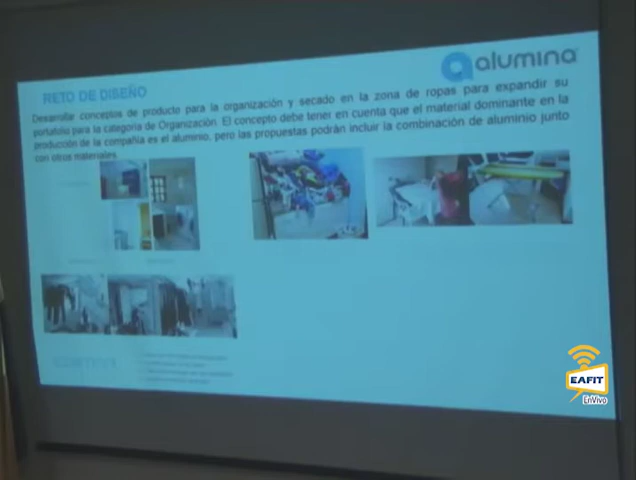 alumina
RETO DE DISEÑO
Desarrollar conceptos de producto para la organización y secado en la zona de ropas para expandir su
portafolio para la categoría de Organización. El concepto debe tener en cuenta que el material dominante en la
producción de la compañía es el aluminio, pero las propuestas podrán incluir la combinación de aluminio junto
con otros materiales.
EAFIT
EnVivo